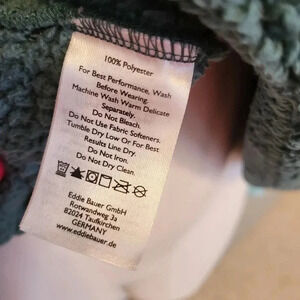 100% Polyester
For Best Performance, Wash
Before Wearing.
Machine Wash Warm Delicate
Separately.
Do Not Bleach.
Do Not Use Fabric Softeners.
Tumble Dry Low Or For Best
Results Line Dry.
Do Not Iron.
Do Not Dry Clean.
Eddie Bauer GmbH
Rotwandweg 3a
82024 Taufkirchen
GERMANY
www.eddiebauer.de